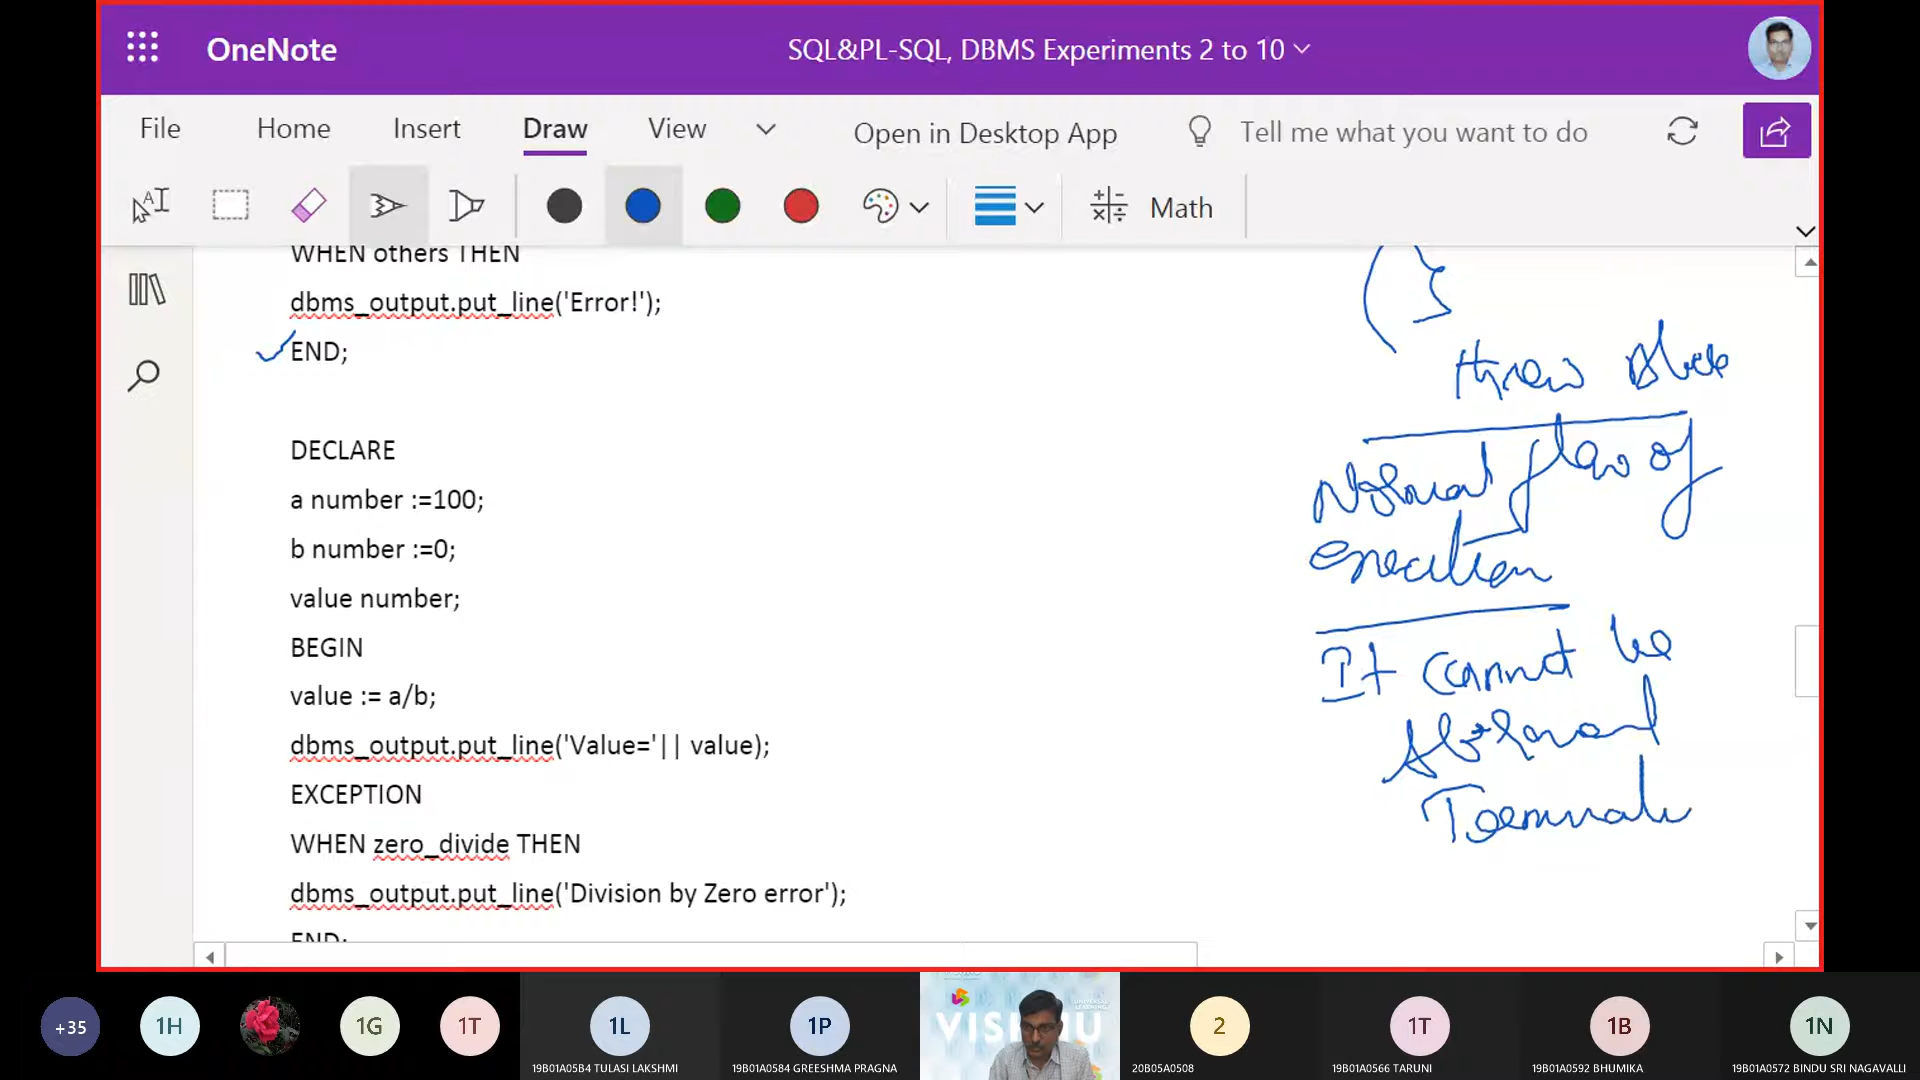 OneNote
SQL&PL-SQL, DBMS Experiments 2 to 10
File Home Insert Draw View Open in Desktop App Tell me what you want to do
Math
WHEN others THEN
dbms_output.put_line('Error!');
END;
DECLARE
a number :=100;
b number :=0;
value number;
BEGIN
value := a/b;
dbms_output.put_line('Value='|| value);
EXCEPTION
WHEN zero_divide THEN
dbms_output.put_line('Division by Zero error');
END;
throw
Normal flow of
execution
It cannot be
Abnormal
+35 1H 1G 1T 1L 1P VISHNU 2 1T 1B 1N
19B01A05B4 TULASI LAKSHMI 19B01A0584 GREESHMA PRAGNA 20B05A0508 19B01A0566 TARUNI 19B01A0592 BHUMIKA 19B01A0572 BINDU SRI NAGAVALLI